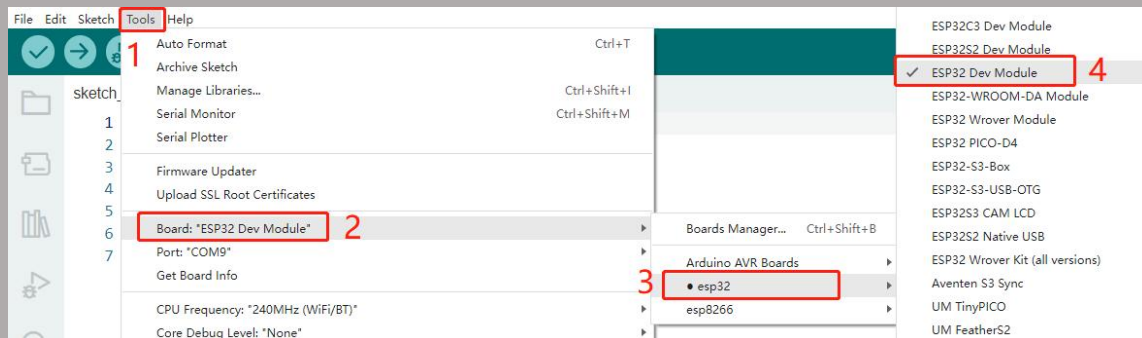 File Edit Sketch Tools Help
1
Auto Format Ctrl+T
Archive Sketch
Manage Libraries... Ctrl+Shift+I
Serial Monitor Ctrl+Shift+M
Serial Plotter
Firmware Updater
Upload SSL Root Certificates
Board: "ESP32 Dev Module" 2
Port: "COM9"
Get Board Info
CPU Frequency: "240MHz (WiFi/BT)"
Core Debug Level: "None"
sketch_
1
2
3
4
5
6
7
Boards Manager... Ctrl+Shift+B
Arduino AVR Boards
3 • esp32
esp8266
ESP32C3 Dev Module
ESP32S2 Dev Module
✓ ESP32 Dev Module 4
ESP32-WROOM-DA Module
ESP32 Wrover Module
ESP32 PICO-D4
ESP32-S3-Box
ESP32-S3-USB-OTG
ESP32S3 CAM LCD
ESP32S2 Native USB
ESP32 Wrover Kit (all versions)
Aventen S3 Sync
UM TinyPICO
UM FeatherS2